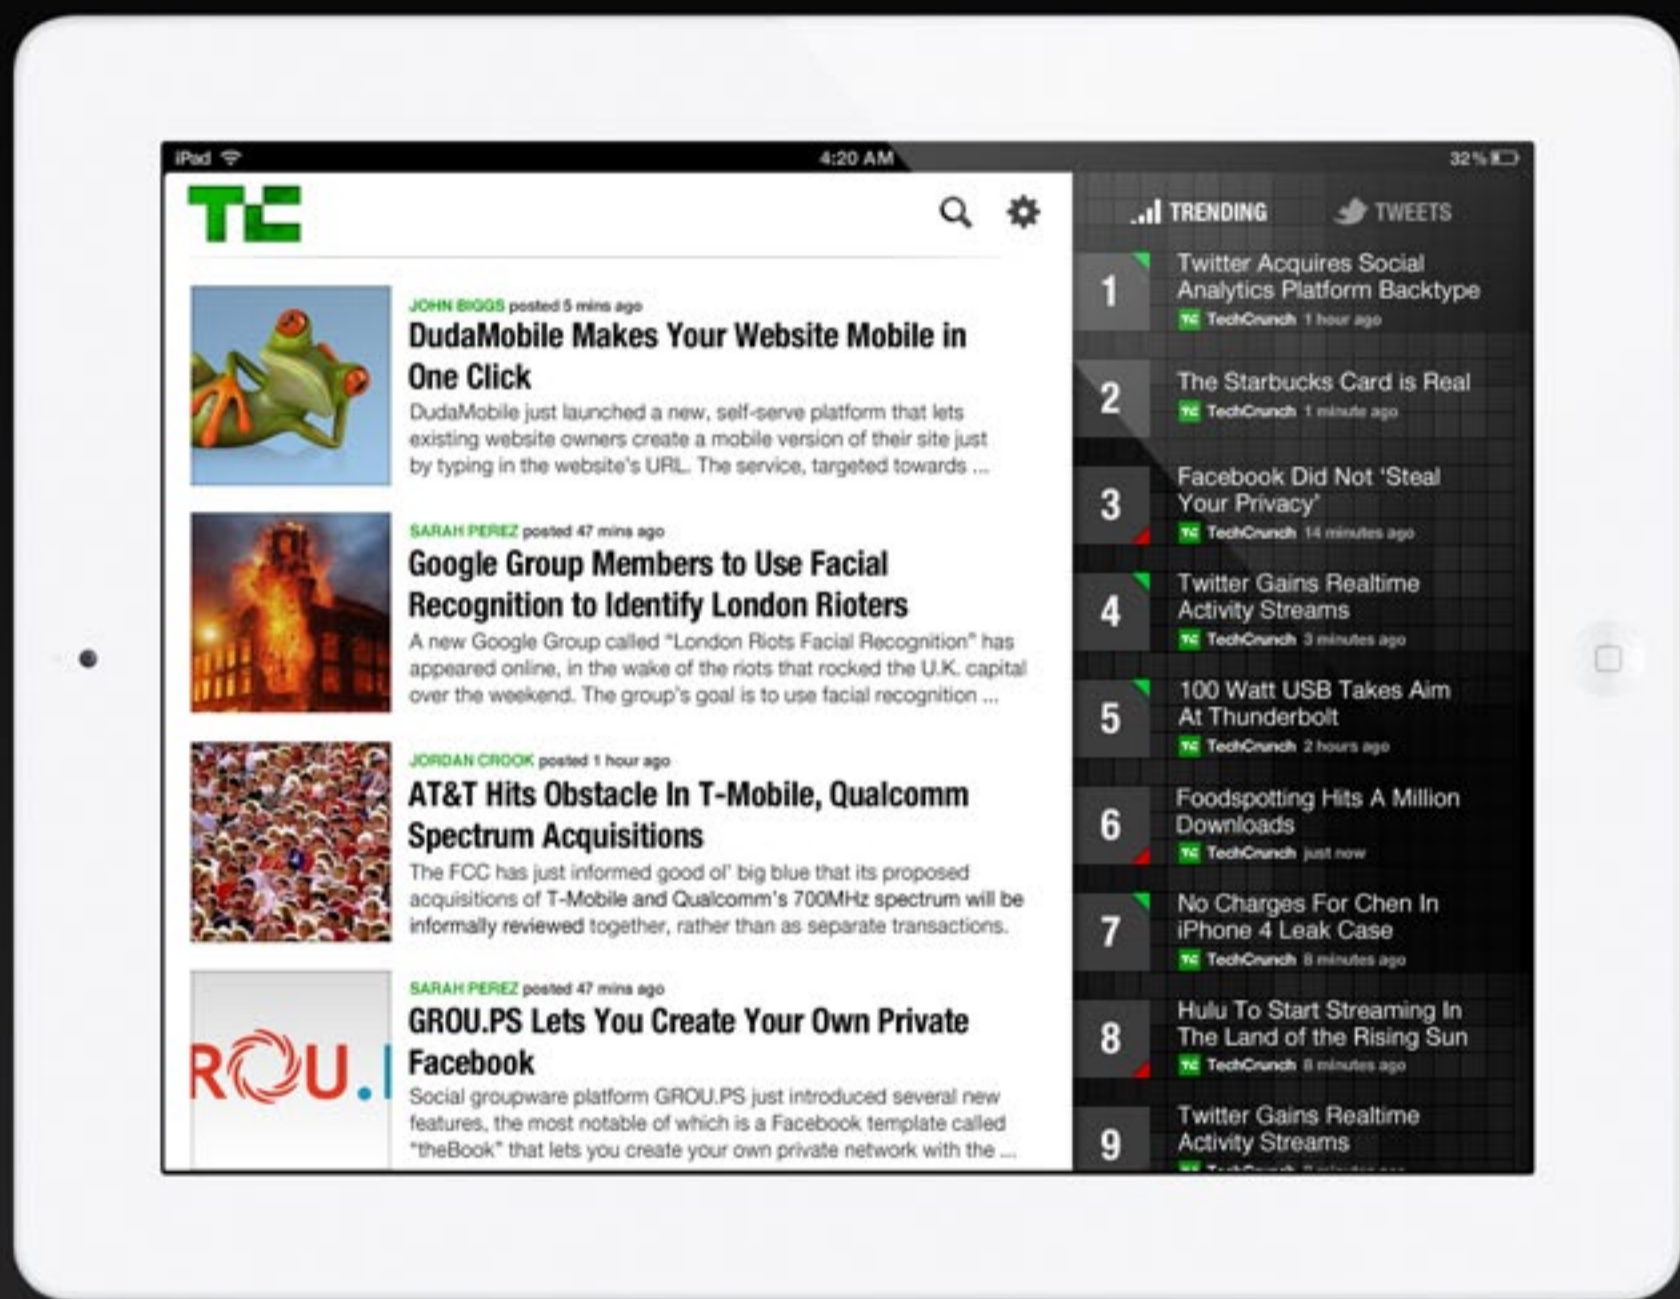 iPad
4:20 AM
32%
TC
JOHN BIGGS posted 5 mins ago
DudaMobile Makes Your Website Mobile in
One Click
DudaMobile just launched a new, self-serve platform that lets
existing website owners create a mobile version of their site just
by typing in the website's URL. The service, targeted towards ...
SARAH PEREZ posted 47 mins ago
Google Group Members to Use Facial
Recognition to Identify London Rioters
A new Google Group called "London Riots Facial Recognition" has
appeared online, in the wake of the riots that rocked the U.K. capital
over the weekend. The group's goal is to use facial recognition ...
JORDAN CROOK posted 1 hour ago
AT&T Hits Obstacle In T-Mobile, Qualcomm
Spectrum Acquisitions
The FCC has just informed good ol' big blue that its proposed
acquisitions of T-Mobile and Qualcomm's 700MHz spectrum will be
informally reviewed together, rather than as separate transactions.
ROU.
SARAH PEREZ posted 47 mins ago
GROU.PS Lets You Create Your Own Private
Facebook
Social groupware platform GROU.PS just introduced several new
features, the most notable of which is a Facebook template called
"theBook" that lets you create your own private network with the ...
TRENDING
TWEETS
1
Twitter Acquires Social
Analytics Platform Backtype
TC TechCrunch 1 hour ago
2
The Starbucks Card is Real
TC TechCrunch 1 minute ago
3
Facebook Did Not 'Steal
Your Privacy'
TC TechCrunch 14 minutes ago
4
Twitter Gains Realtime
Activity Streams
TC TechCrunch 3 minutes ago
5
100 Watt USB Takes Aim
At Thunderbolt
TC TechCrunch 2 hours ago
6
Foodspotting Hits A Million
Downloads
TC TechCrunch just now
7
No Charges For Chen In
iPhone 4 Leak Case
TC TechCrunch 8 minutes ago
8
Hulu To Start Streaming In
The Land of the Rising Sun
TC TechCrunch 8 minutes ago
9
Twitter Gains Realtime
Activity Streams